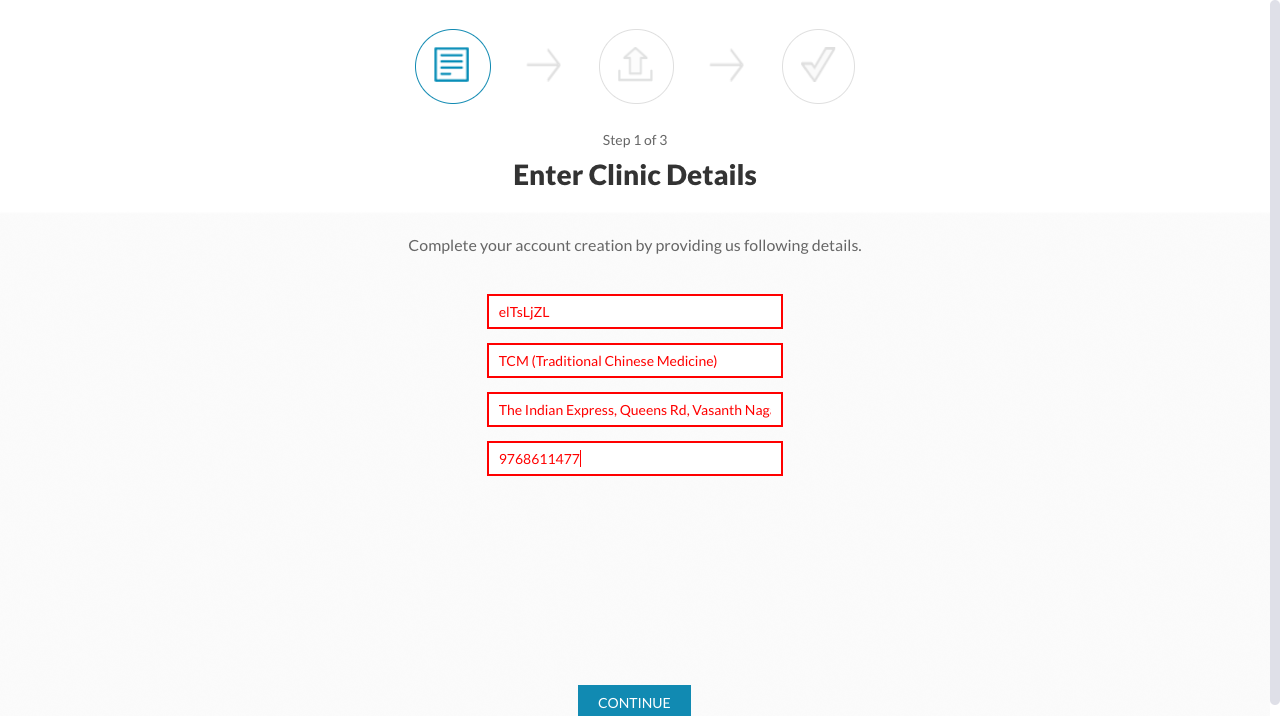 Step 1 of 3
Enter Clinic Details
Complete your account creation by providing us following details.
elTsLjZL
TCM (Traditional Chinese Medicine)
The Indian Express, Queens Rd, Vasanth Nag
9768611477
CONTINUE